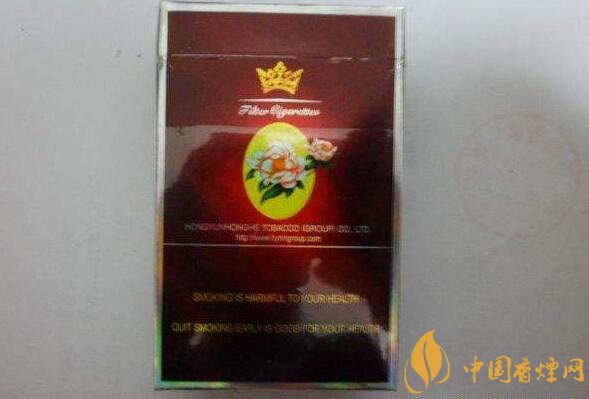 Filter Cigarettes
HONGYUNHONGHE TOBACCO (GROUP) CO., LTD.
http://www.hyhhgroup.com
SMOKING IS HARMFUL TO YOUR HEALTH
QUIT SMOKING EARLY IS GOOD FOR YOUR HEALTH
中国香烟网